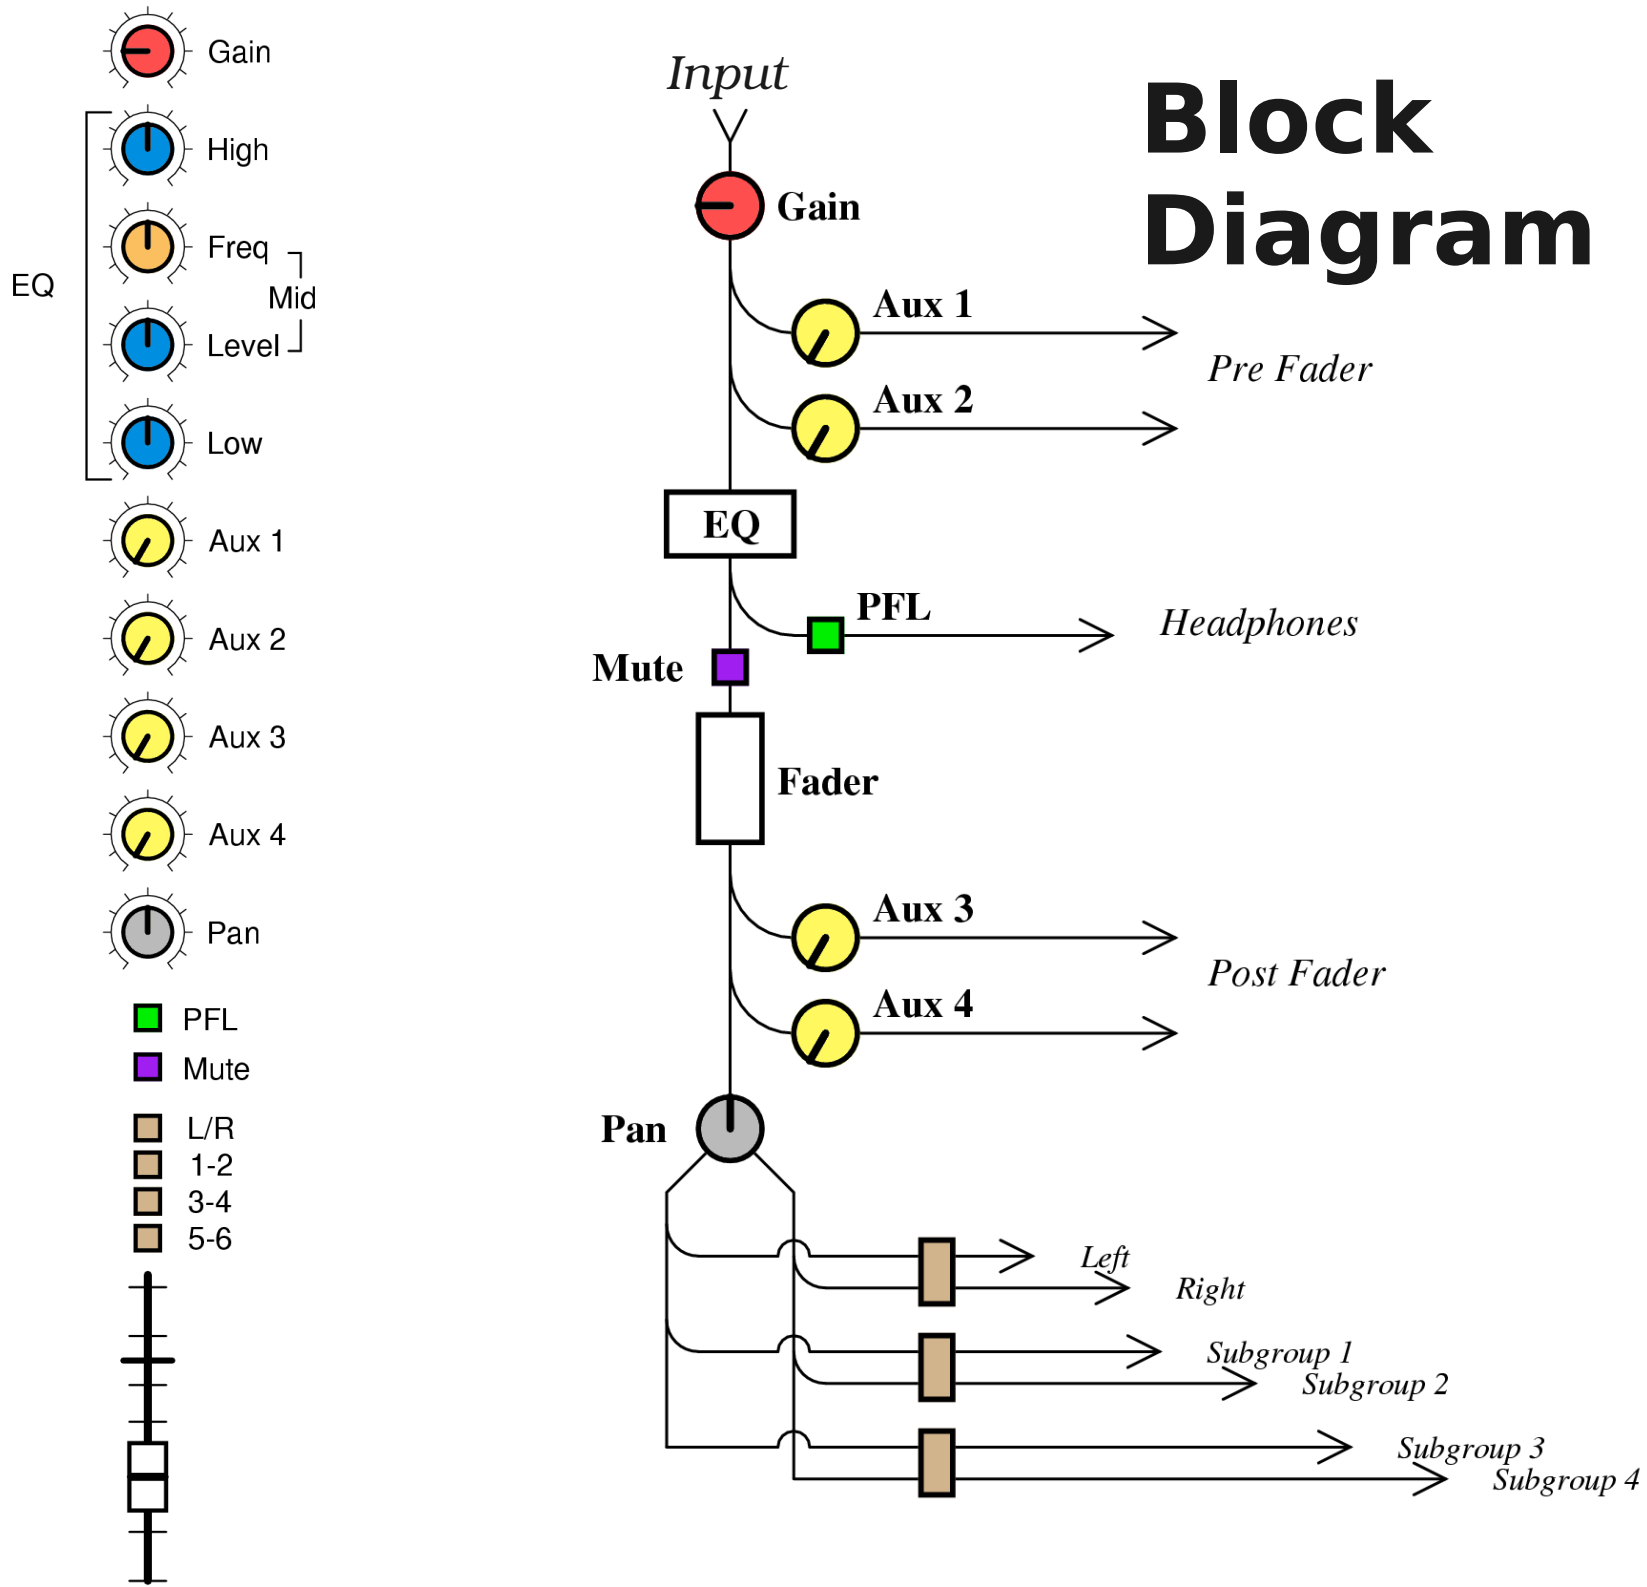 Gain
High
Freq
Mid
Level
EQ
Low
Aux 1
Aux 2
Aux 3
Aux 4
Pan
PFL
Mute
L/R
1-2
3-4
5-6
Block
Diagram
Input
Gain
Aux 1
Pre Fader
Aux 2
EQ
PFL
Headphones
Mute
Fader
Aux 3
Post Fader
Aux 4
Pan
Left
Right
Subgroup 1
Subgroup 2
Subgroup 3
Subgroup 4